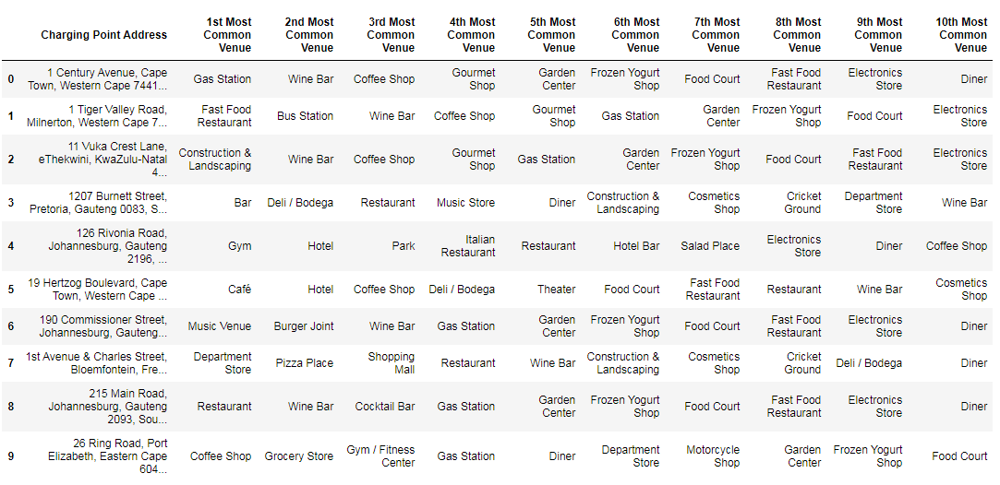 Charging Point Address 1st Most Common Venue 2nd Most Common Venue 3rd Most Common Venue 4th Most Common Venue 5th Most Common Venue 6th Most Common Venue 7th Most Common Venue 8th Most Common Venue 9th Most Common Venue 10th Most Common Venue
0 1 Century Avenue, Cape Town, Western Cape 7441... Gas Station Wine Bar Coffee Shop Gourmet Shop Garden Center Frozen Yogurt Shop Food Court Fast Food Restaurant Electronics Store Diner
1 1 Tiger Valley Road, Milnerton, Western Cape 7... Fast Food Restaurant Bus Station Wine Bar Coffee Shop Gourmet Shop Gas Station Garden Center Frozen Yogurt Shop Food Court Electronics Store
2 11 Vuka Crest Lane, eThekwini, KwaZulu-Natal 4... Construction & Landscaping Wine Bar Coffee Shop Gourmet Shop Gas Station Garden Center Frozen Yogurt Shop Food Court Fast Food Restaurant Electronics Store
3 1207 Burnett Street, Pretoria, Gauteng 0083, S... Bar Deli / Bodega Restaurant Music Store Diner Construction & Landscaping Cosmetics Shop Cricket Ground Department Store Wine Bar
4 126 Rivonia Road, Johannesburg, Gauteng 2196, ... Gym Hotel Park Italian Restaurant Restaurant Hotel Bar Salad Place Electronics Store Diner Coffee Shop
5 19 Hertzog Boulevard, Cape Town, Western Cape ... Café Hotel Coffee Shop Deli / Bodega Theater Food Court Fast Food Restaurant Restaurant Wine Bar Cosmetics Shop
6 190 Commissioner Street, Johannesburg, Gauteng... Music Venue Burger Joint Wine Bar Gas Station Garden Center Frozen Yogurt Shop Food Court Fast Food Restaurant Electronics Store Diner
7 1st Avenue & Charles Street, Bloemfontein, Fre... Department Store Pizza Place Shopping Mall Restaurant Wine Bar Construction & Landscaping Cosmetics Shop Cricket Ground Deli / Bodega Diner
8 215 Main Road, Johannesburg, Gauteng 2093, Sou... Restaurant Wine Bar Cocktail Bar Gas Station Garden Center Frozen Yogurt Shop Food Court Fast Food Restaurant Electronics Store Diner
9 26 Ring Road, Port Elizabeth, Eastern Cape 604... Coffee Shop Grocery Store Gym / Fitness Center Gas Station Diner Department Store Motorcycle Shop Garden Center Frozen Yogurt Shop Food Court